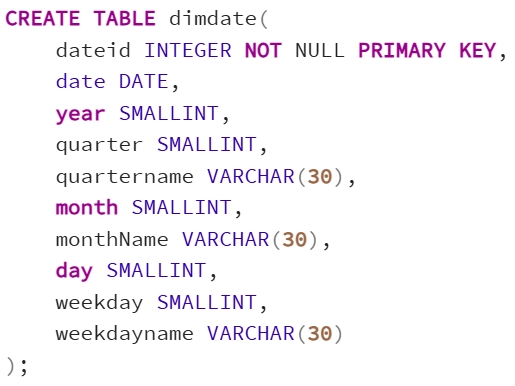 CREATE TABLE dimdate(
    dateid INTEGER NOT NULL PRIMARY KEY,
    date DATE,
    year SMALLINT,
    quarter SMALLINT,
    quartername VARCHAR(30),
    month SMALLINT,
    monthName VARCHAR(30),
    day SMALLINT,
    weekday SMALLINT,
    weekdayname VARCHAR(30)
);